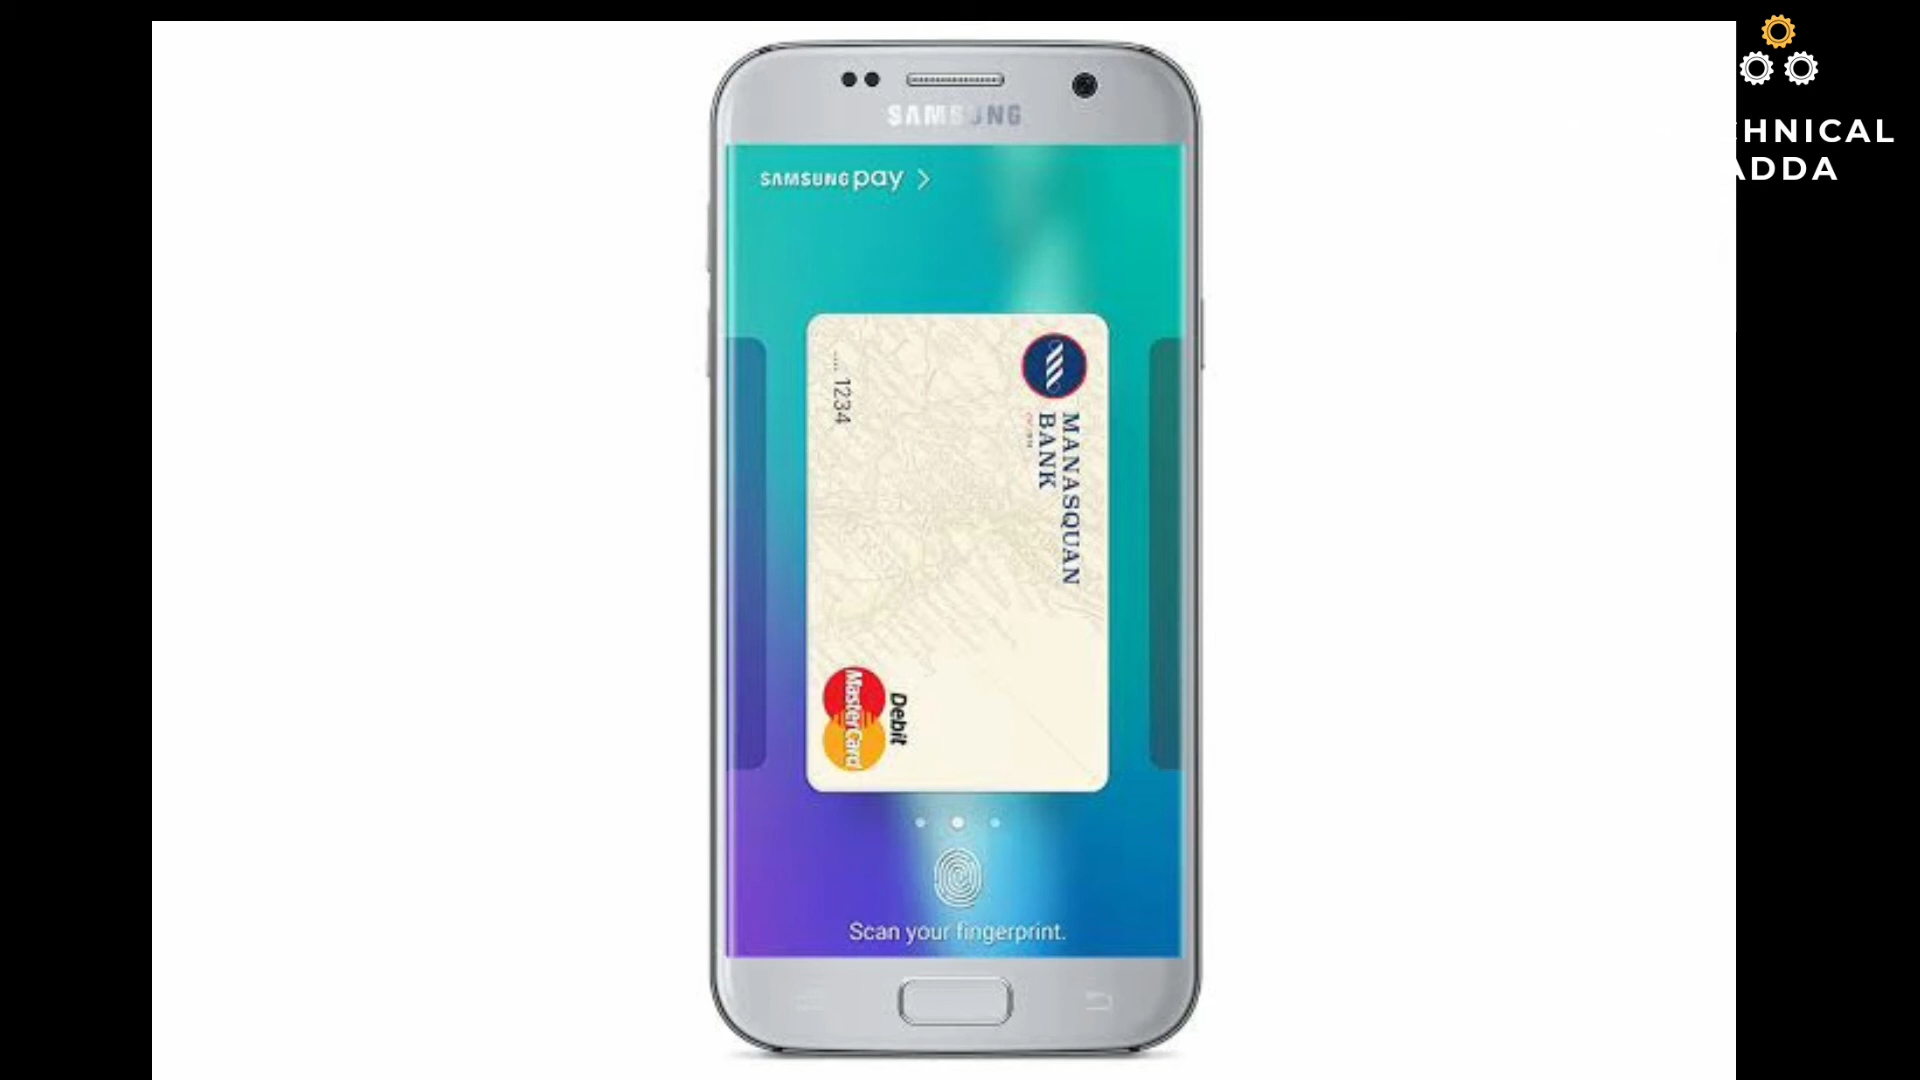 SAMSUNG
SAMSUNG pay
MANASQUAN
BANK
.... 1234
Debit
MasterCard
Scan your fingerprint.
HNICAL
ADDA